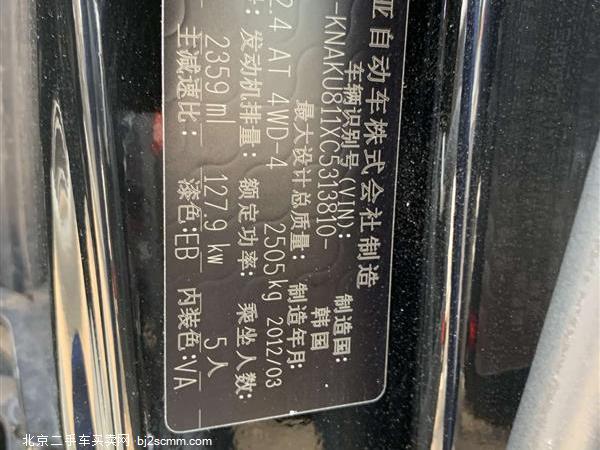 亚自动车株式会社制造
车辆识别号(VIN):
-KNAKU811XC5313810-
制造国:
韩国
2.4 AT 4WD-4
最大设计总质量:
2505kg
制造年月:
2012/03
发动机排量:
2359 ml
额定功率:
127.9 kw
乘坐人数:
5人
主减速比:
漆色:EB
内装色:VA
北京二手车买卖网-bj2scmm.com